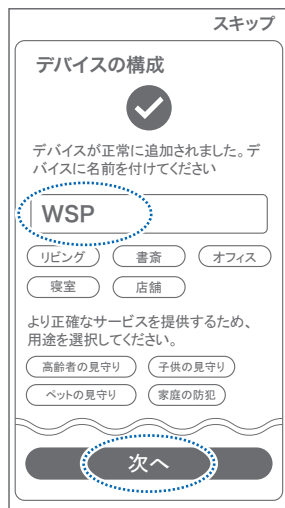 スキップ
デバイスの構成
デバイスが正常に追加されました。デ
バイスに名前を付けてください
WSP
リビング 書斎 オフィス
寝室 店舗
より正確なサービスを提供するため、
用途を選択してください。
高齢者の見守り 子供の見守り
ペットの見守り 家庭の防犯
次へ